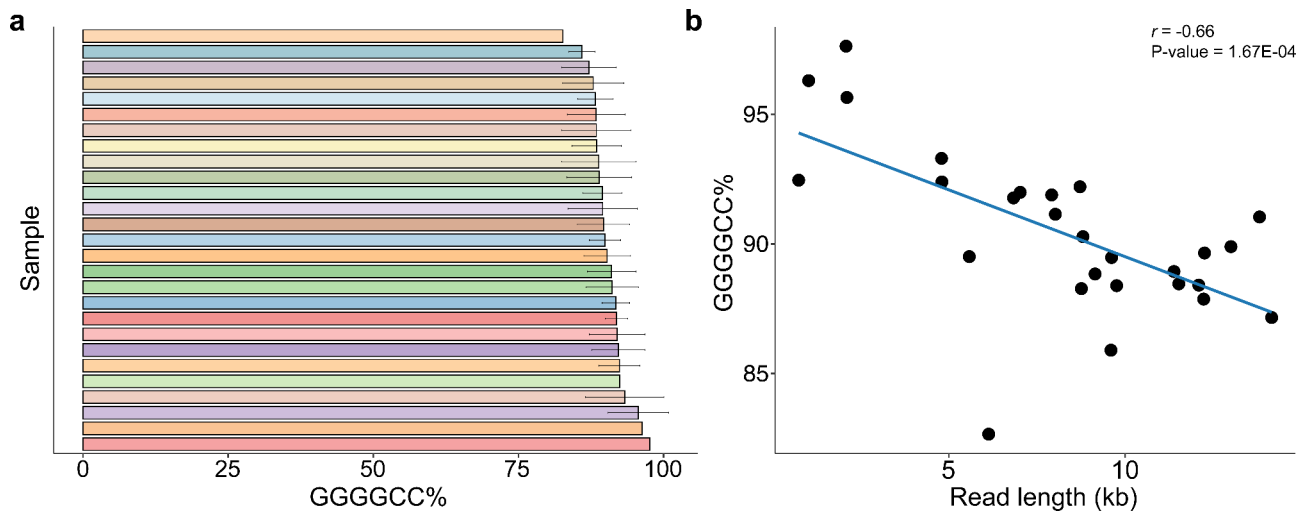 a
Sample
0 25 50 75 100
GGGGCC%
b
r = -0.66
P-value = 1.67E-04
GGGGCC%
95
90
85
5 10
Read length (kb)